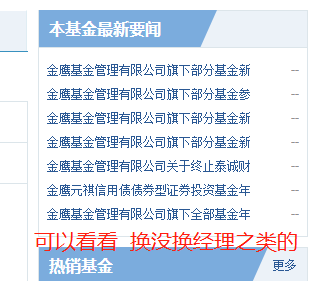 本基金最新要闻
金鹰基金管理有限公司旗下部分基金新 --
金鹰基金管理有限公司旗下部分基金参 --
金鹰基金管理有限公司旗下部分基金新 --
金鹰基金管理有限公司旗下部分基金新 --
金鹰基金管理有限公司关于终止泰诚财 --
金鹰元祺信用债债券型证券投资基金年 --
金鹰基金管理有限公司旗下全部基金年 --
可以看看 换没换经理之类的
热销基金 更多